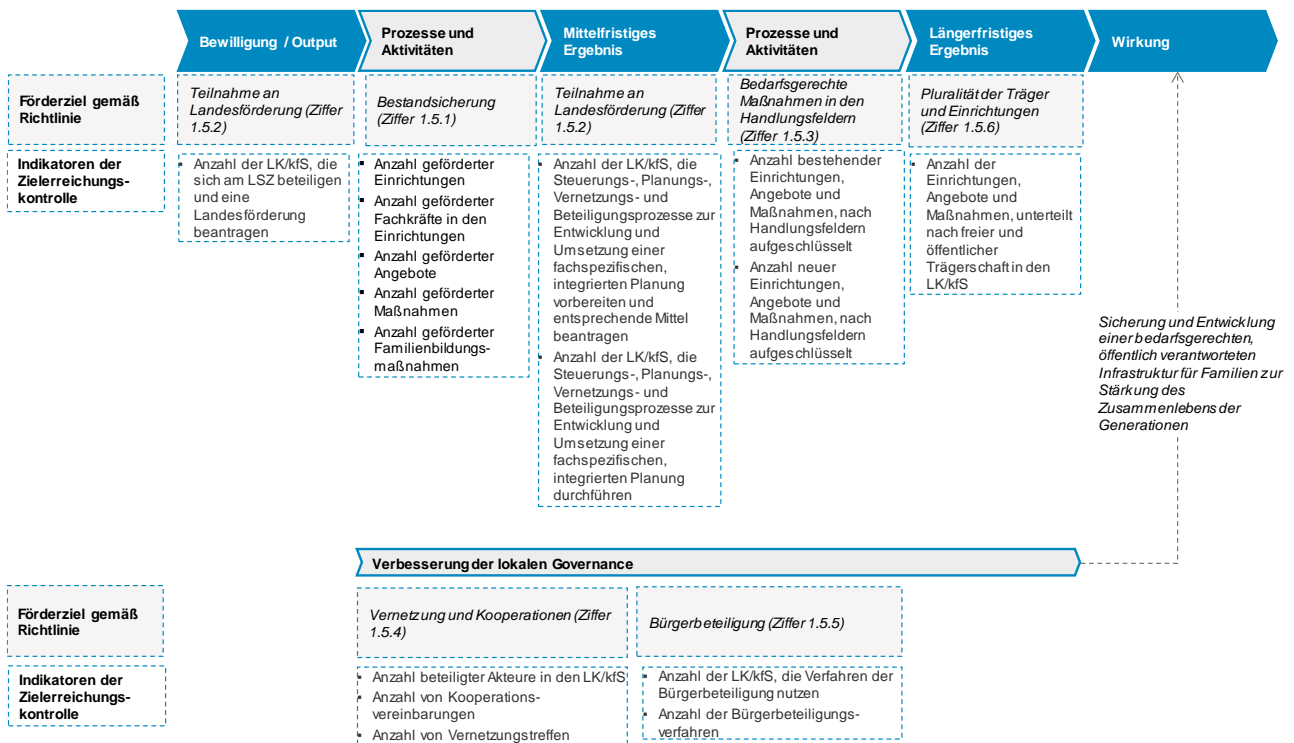 Bewilligung / Output
Prozesse und
Aktivitäten
Mittelfristiges
Ergebnis
Prozesse und
Aktivitäten
Längerfristiges
Ergebnis
Wirkung
Förderziel gemäß
Richtlinie
Teilnahme an
Landesförderung (Ziffer
1.5.2)
Bestandsicherung
(Ziffer 1.5.1)
Teilnahme an
Landesförderung (Ziffer
1.5.2)
Bedarfsgerechte
Maßnahmen in den
Handlungsfeldern
(Ziffer 1.5.3)
Pluralität der Träger
und Einrichtungen
(Ziffer 1.5.6)
Indikatoren der
Zielerreichungs-
kontrolle
▪ Anzahl der LK/kfS, die
sich am LSZ beteiligen
und eine
Landesförderung
beantragen
▪ Anzahl geförderter
Einrichtungen
▪ Anzahl geförderter
Fachkräfte in den
Einrichtungen
▪ Anzahl geförderter
Angebote
▪ Anzahl geförderter
Maßnahmen
▪ Anzahl geförderter
Familienbildungs-
maßnahmen
▪ Anzahl der LK/kfS, die
Steuerungs-, Planungs-,
Vernetzungs- und
Beteiligungsprozesse zur
Entwicklung und
Umsetzung einer
fachspezifischen,
integrierten Planung
vorbereiten und
entsprechende Mittel
beantragen
▪ Anzahl der LK/kfS, die
Steuerungs-, Planungs-,
Vernetzungs- und
Beteiligungsprozesse zur
Entwicklung und
Umsetzung einer
fachspezifischen,
integrierten Planung
durchführen
▪ Anzahl bestehender
Einrichtungen,
Angebote und
Maßnahmen, nach
Handlungsfeldern
aufgeschlüsselt
▪ Anzahl neuer
Einrichtungen,
Angebote und
Maßnahmen, nach
Handlungsfeldern
aufgeschlüsselt
▪ Anzahl der
Einrichtungen,
Angebote und
Maßnahmen, unterteilt
nach freier und
öffentlicher
Trägerschaft in den
LK/kfS
Sicherung und Entwicklung
einer bedarfsgerechten,
öffentlich verantworteten
Infrastruktur für Familien zur
Stärkung des
Zusammenlebens der
Generationen
Verbesserung der lokalen Governance
Förderziel gemäß
Richtlinie
Vernetzung und Kooperationen (Ziffer
1.5.4)
Bürgerbeteiligung (Ziffer 1.5.5)
Indikatoren der
Zielerreichungs-
kontrolle
▪ Anzahl beteiligter Akteure in den LK/kfS
▪ Anzahl von Kooperations-
vereinbarungen
▪ Anzahl von Vernetzungstreffen
▪ Anzahl der LK/kfS, die Verfahren der
Bürgerbeteiligung nutzen
▪ Anzahl der Bürgerbeteiligungs-
verfahren